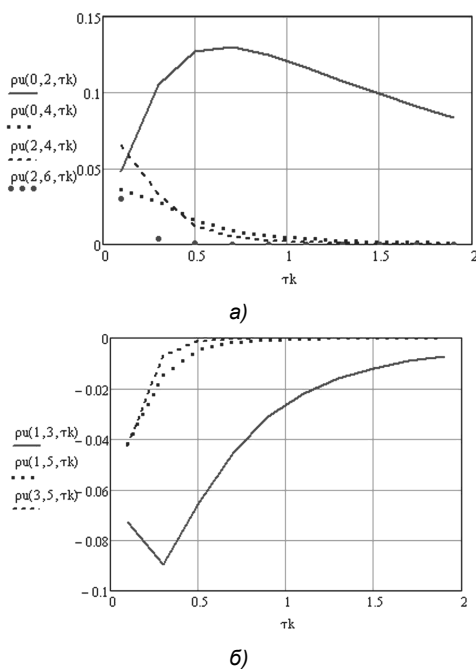 0.15
ρu(0,2,τk)
0.1
ρu(0,4,τk)
ρu(2,4,τk)
0.05
ρu(2,6,τk)
0
0 0.5 1 1.5 2
τk
а)
0
− 0.02
ρu(1,3,τk)
− 0.04
ρu(1,5,τk)
ρu(3,5,τk)
− 0.06
− 0.08
− 0.1
0 0.5 1 1.5 2
τk
б)